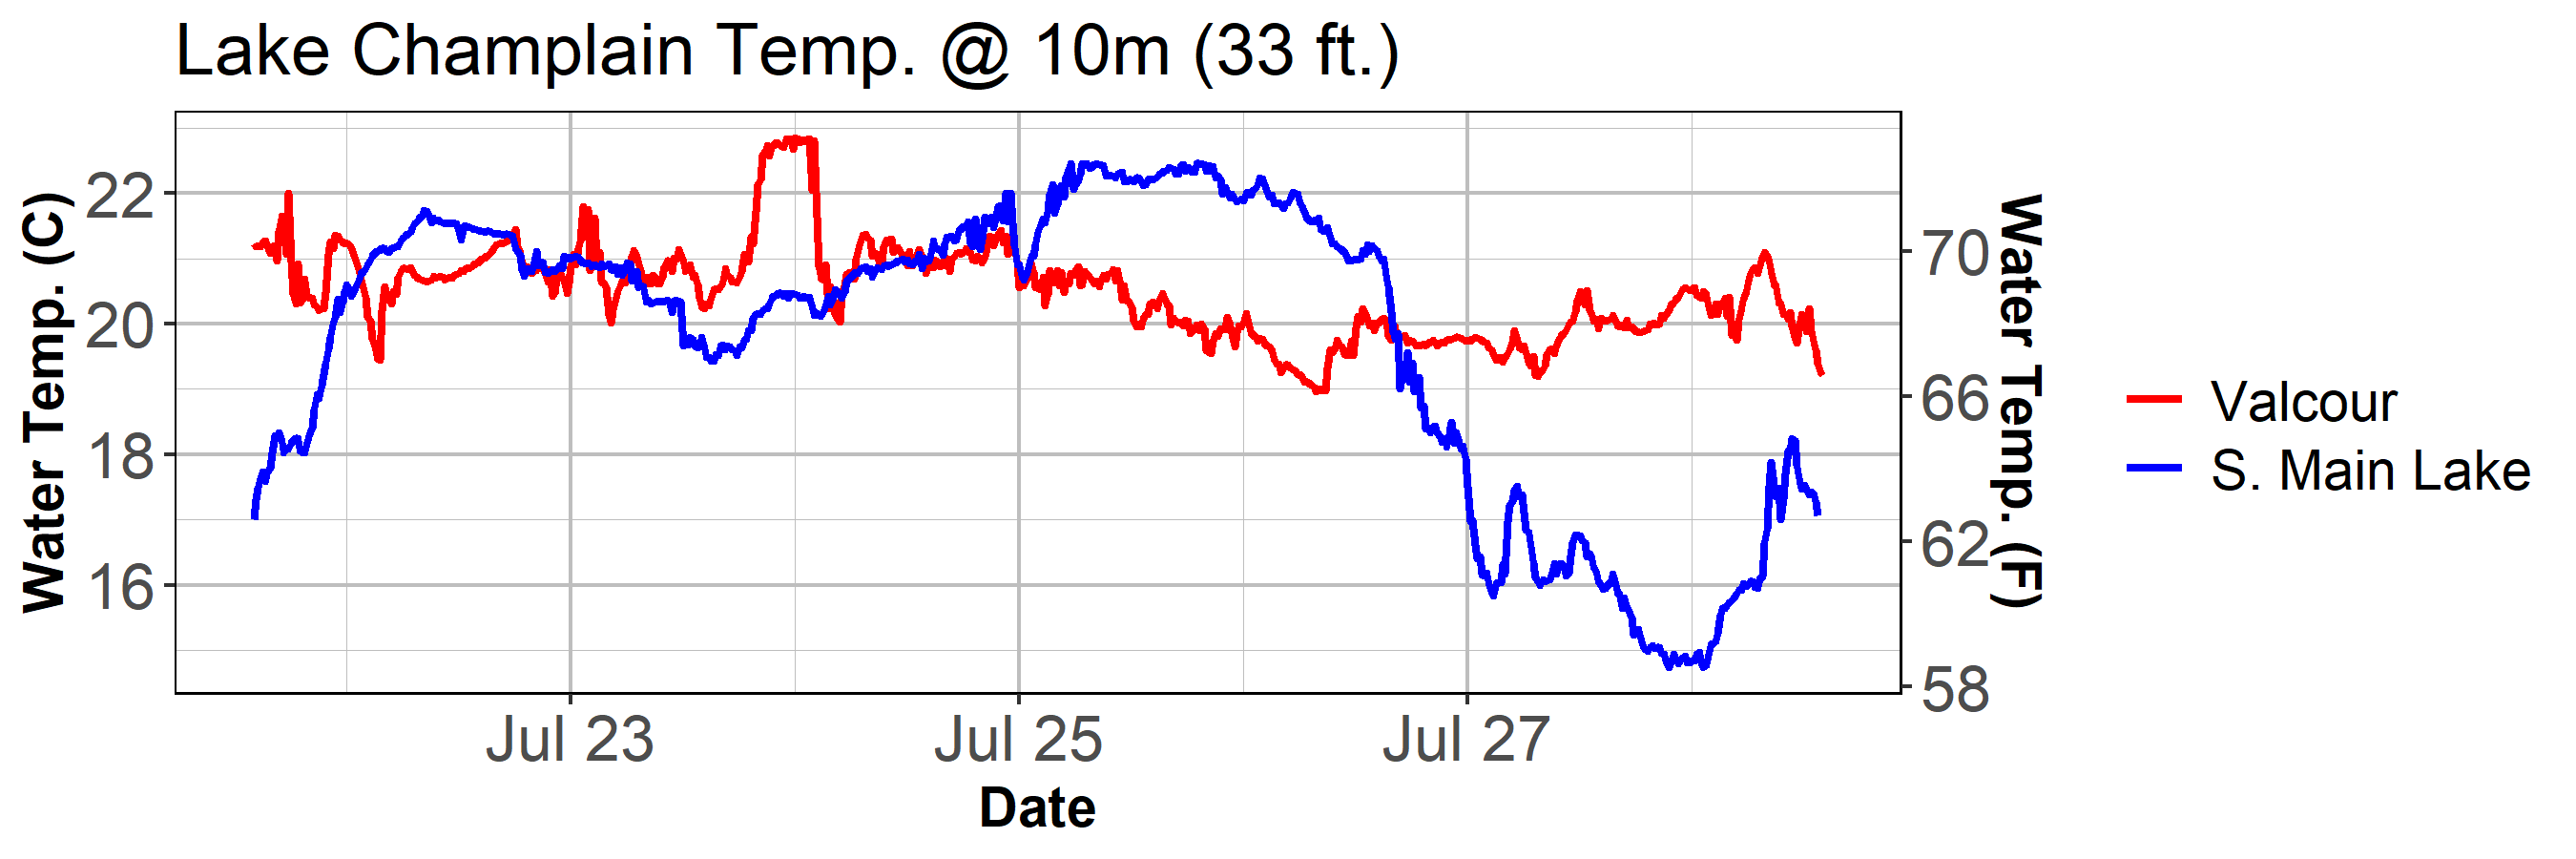 Lake Champlain Temp. @ 10m (33 ft.)
Water Temp. (C)
22
20
18
16
Water Temp. (F)
70
66
62
58
Jul 23
Jul 25
Jul 27
Date
Valcour
S. Main Lake